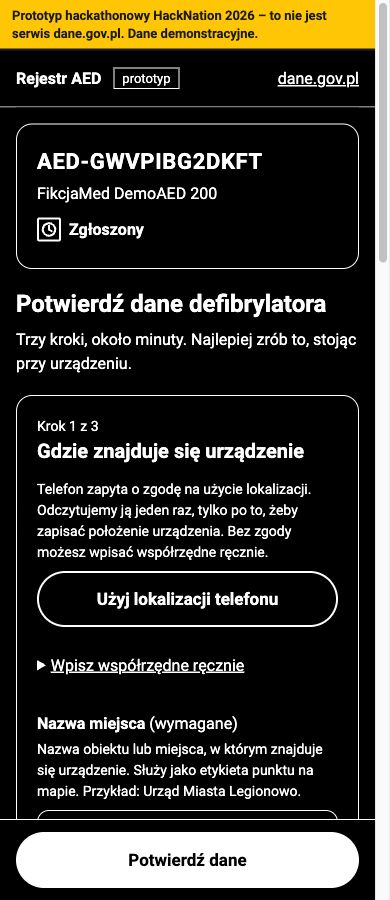 Prototyp hackathonowy HackNation 2026 – to nie jest
serwis dane.gov.pl. Dane demonstracyjne.
Rejestr AED prototyp dane.gov.pl
AED-GWVPIBG2DKFT
FikcjaMed DemoAED 200
Zgłoszony
Potwierdź dane defibrylatora
Trzy kroki, około minuty. Najlepiej zrób to, stojąc
przy urządzeniu.
Krok 1 z 3
Gdzie znajduje się urządzenie
Telefon zapyta o zgodę na użycie lokalizacji.
Odczytujemy ją jeden raz, tylko po to, żeby
zapisać położenie urządzenia. Bez zgody
możesz wpisać współrzędne ręcznie.
Użyj lokalizacji telefonu
Wpisz współrzędne ręcznie
Nazwa miejsca (wymagane)
Nazwa obiektu lub miejsca, w którym znajduje
się urządzenie. Służy jako etykieta punktu na
mapie. Przykład: Urząd Miasta Legionowo.
Potwierdź dane